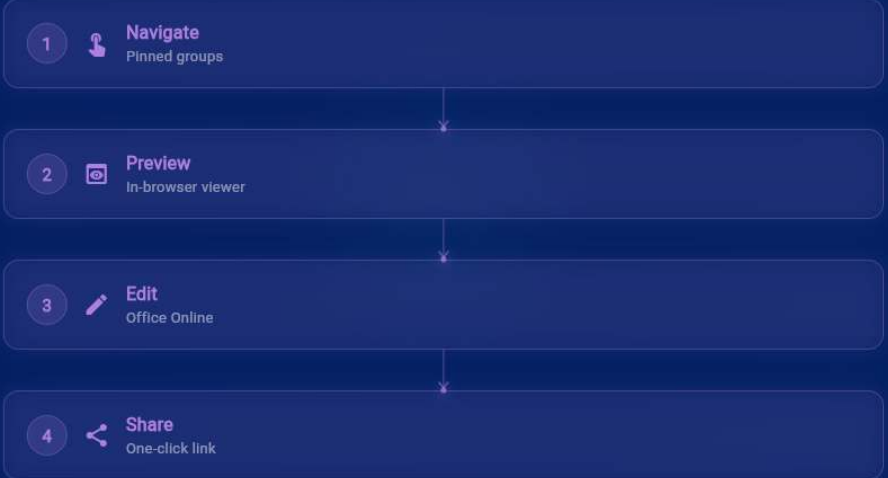 1
Navigate
Pinned groups
2
Preview
In-browser viewer
3
Edit
Office Online
4
Share
One-click link